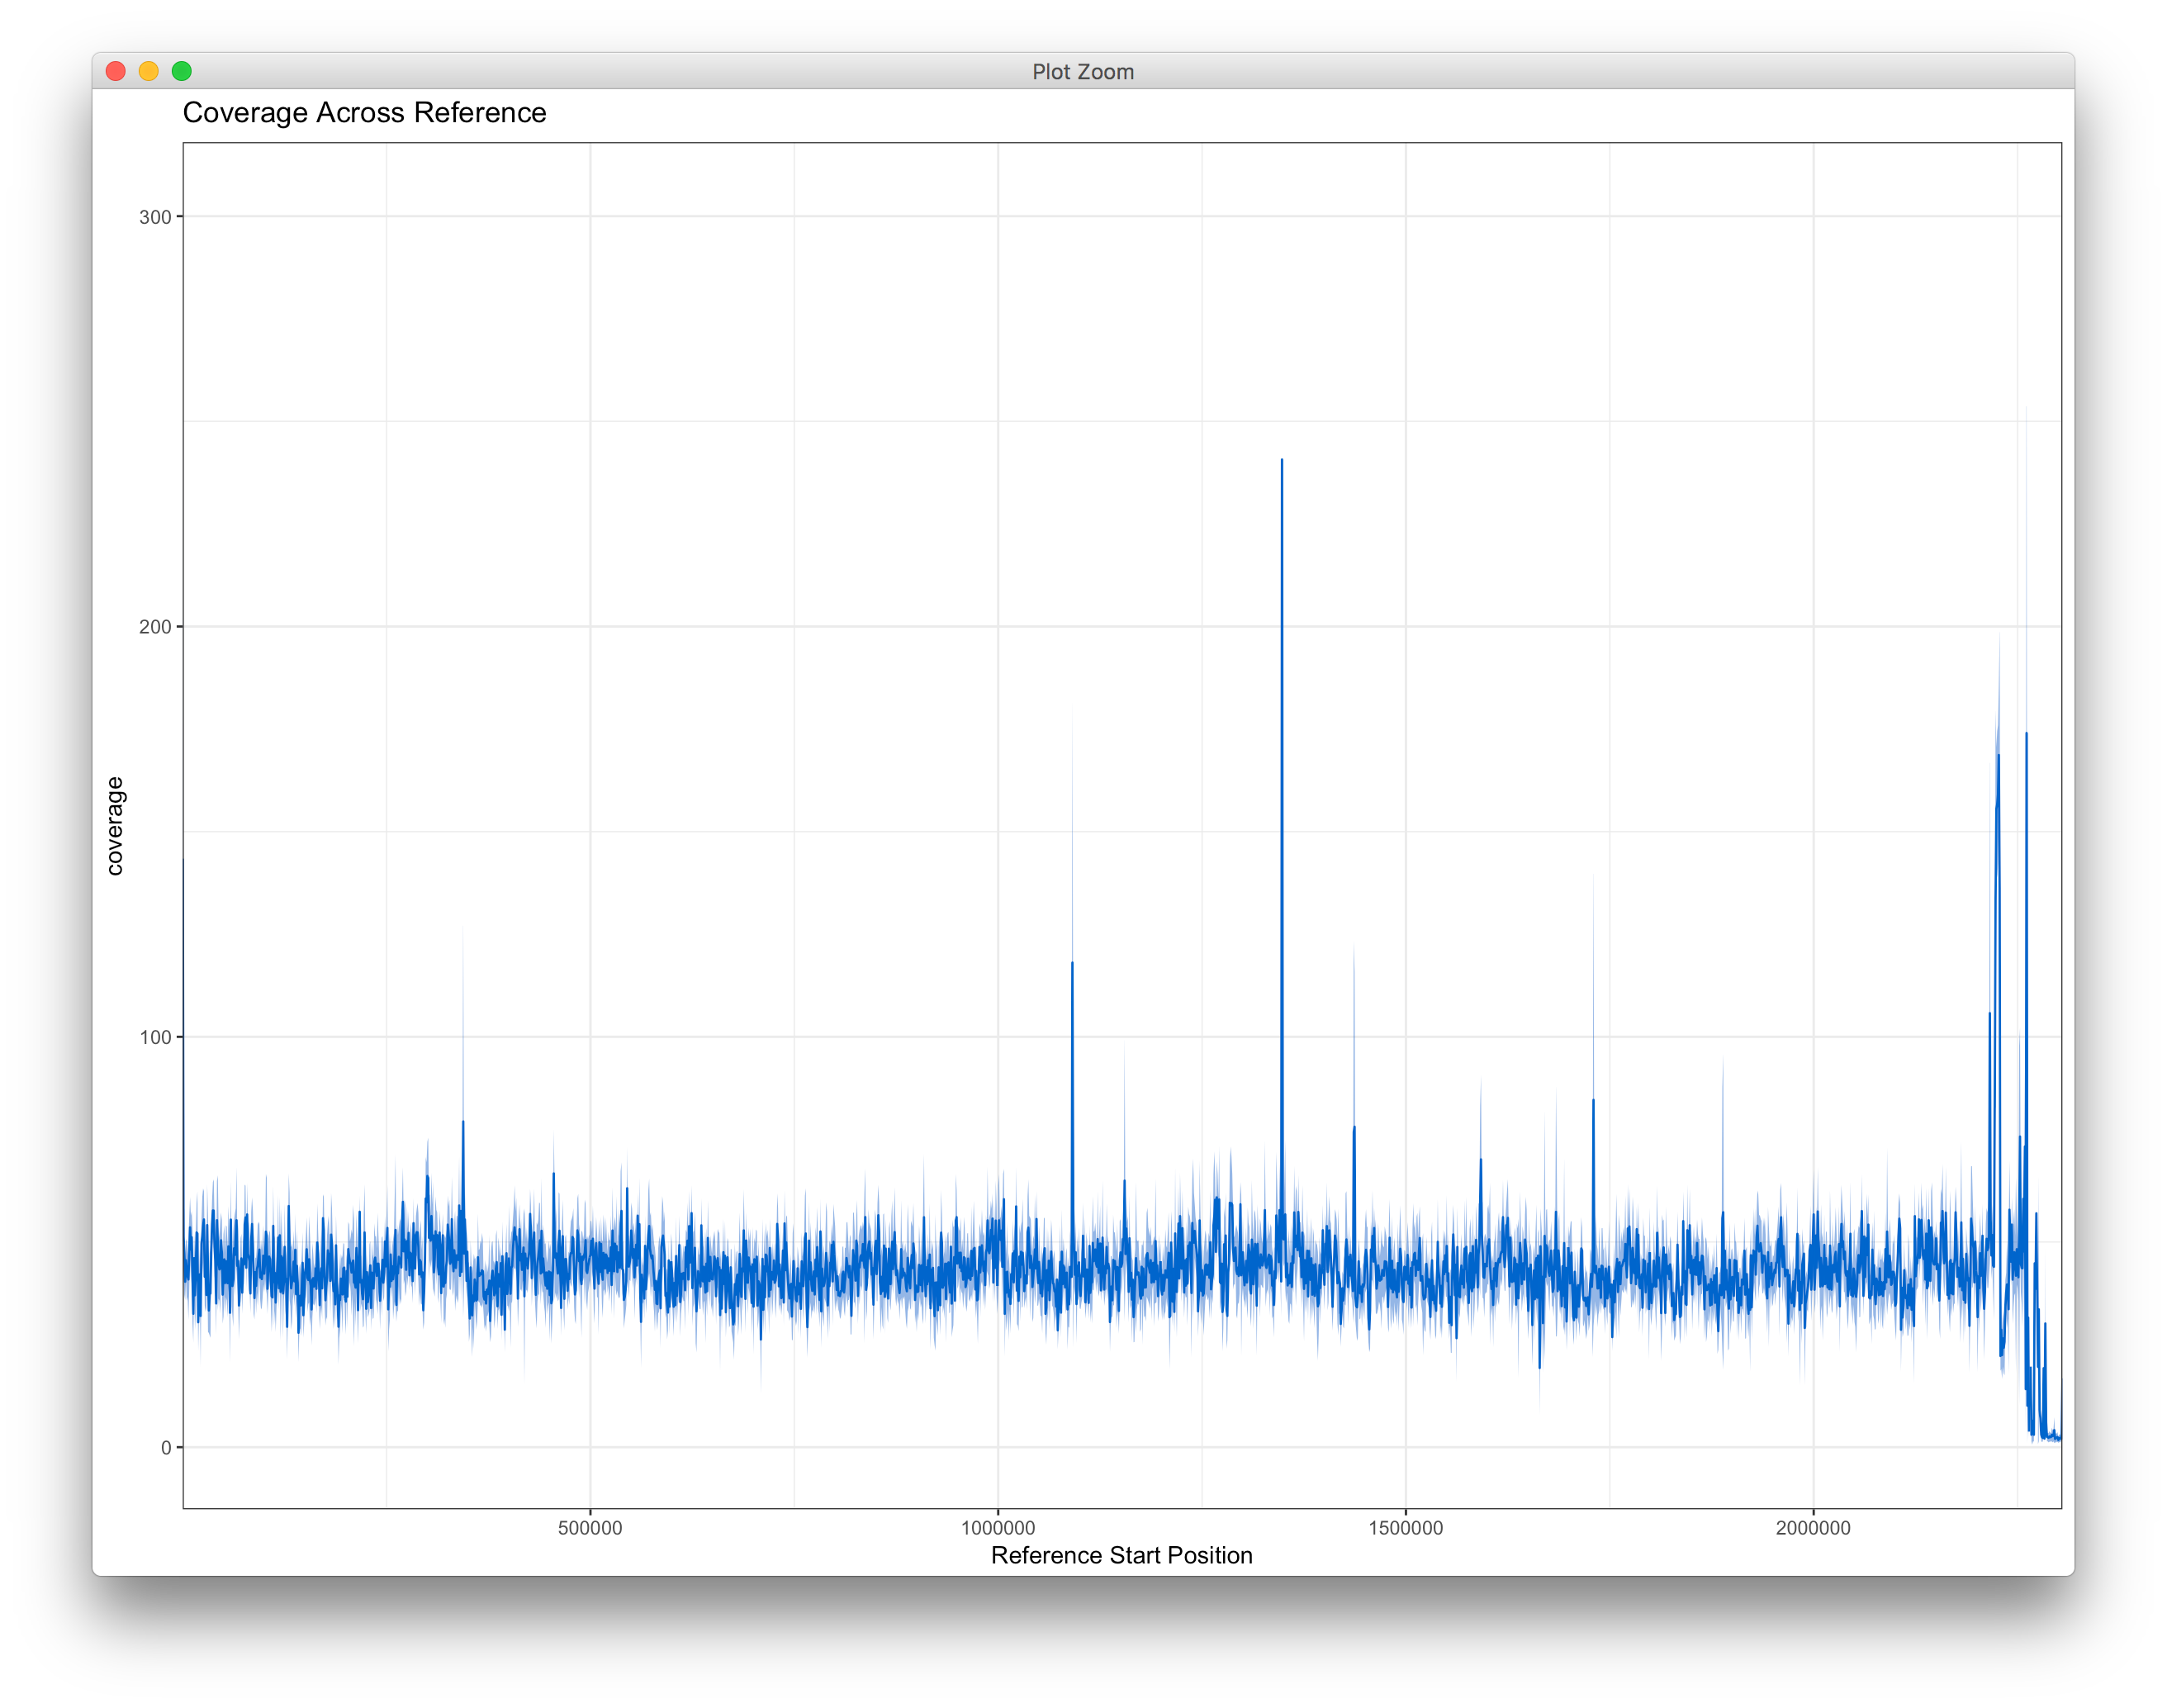 Plot Zoom
Coverage Across Reference
300
200
100
0
coverage
500000
1000000
1500000
2000000
Reference Start Position